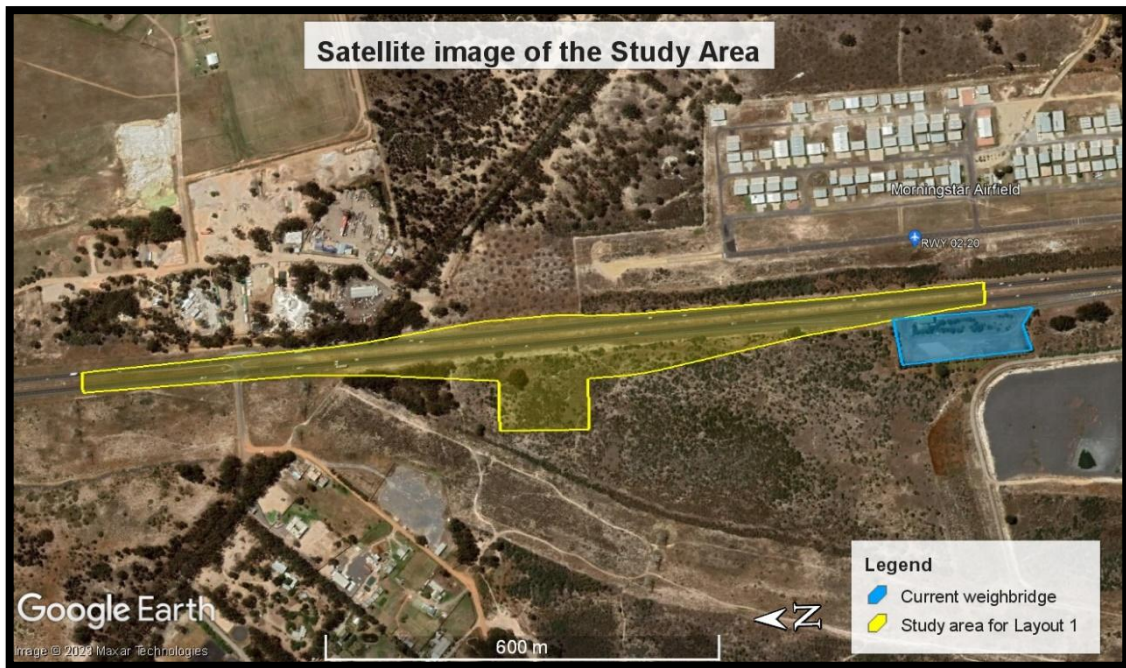 Satellite image of the Study Area
Morningstar Airfield
RWY 02-20
Legend
Current weighbridge
Study area for Layout 1
Google Earth
N
600 m
Image © 2023 Maxar Technologies